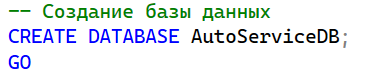 -- Создание базы данных
CREATE DATABASE AutoServiceDB;
GO